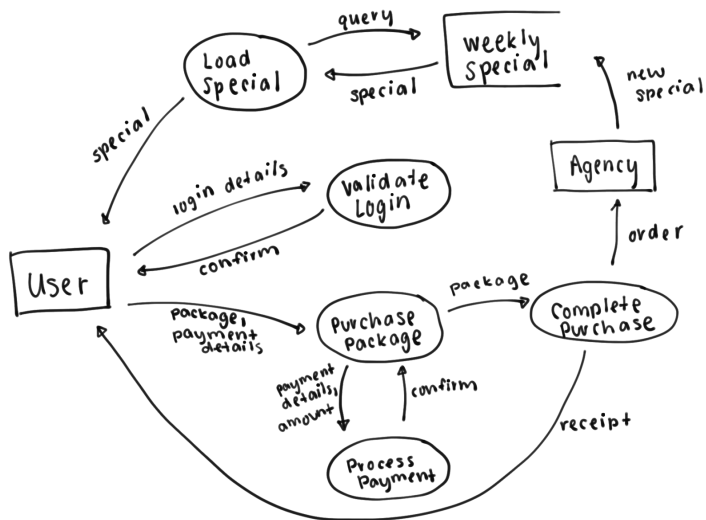 query
Load
Special
Weekly
Special
special
new
special
special
Agency
login details
Validate
Login
confirm
order
User
package,
payment
details
Purchase
Package
package
Complete
Purchase
payment
details,
amount
confirm
receipt
Process
Payment